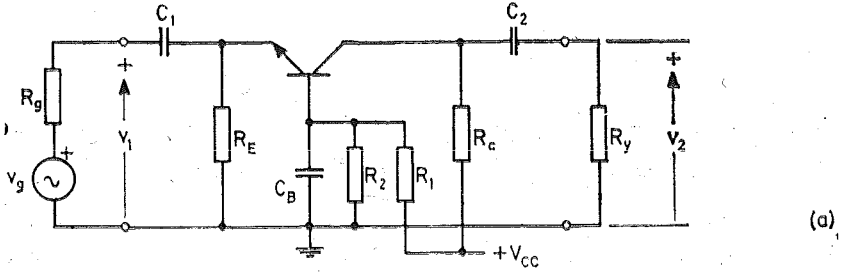 C1
C2
+
+
Rg
v1
RE
Rc
Ry
v2
+
vg
CB
R2
R1
(a)
+VCC